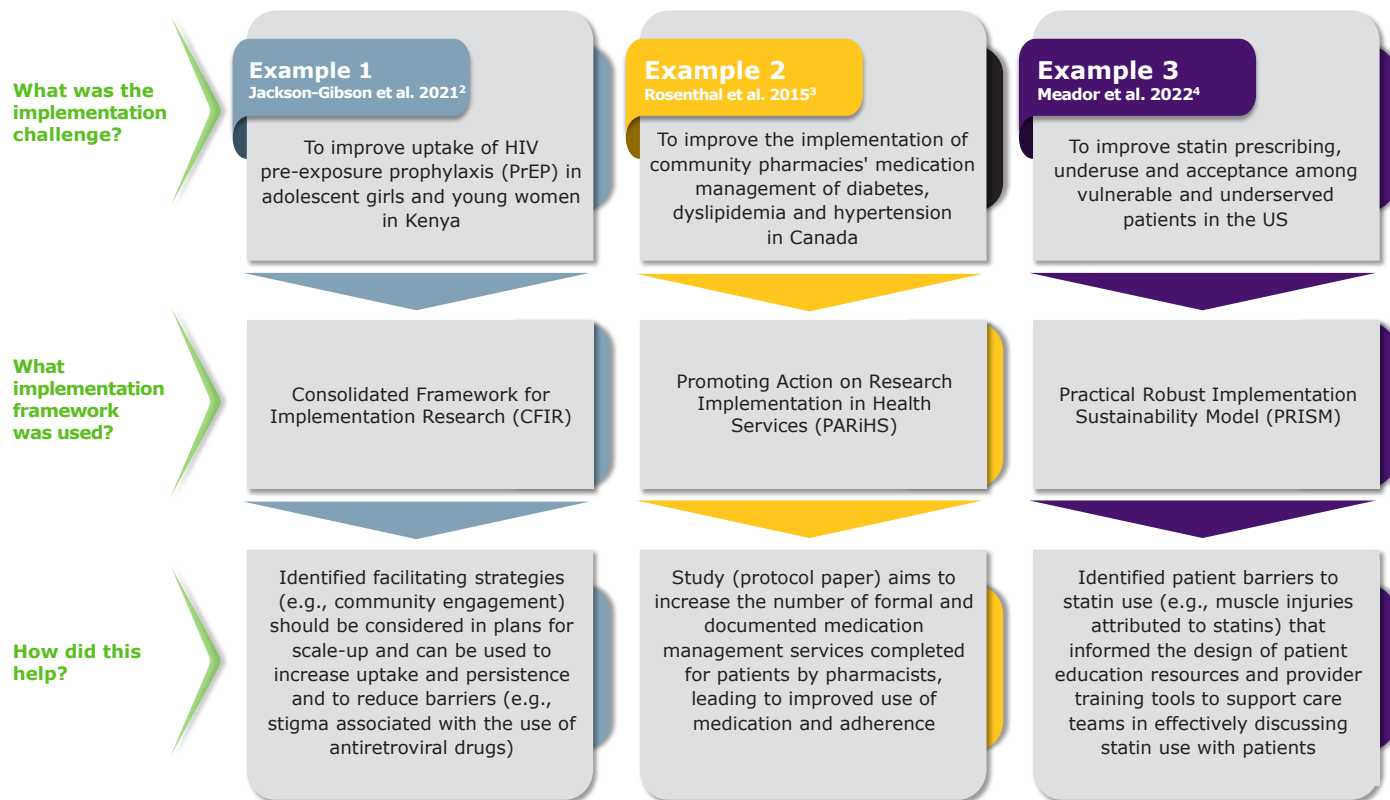 What was the
implementation
challenge?
Example 1
Jackson-Gibson et al. 2021²
To improve uptake of HIV
pre-exposure prophylaxis (PrEP) in
adolescent girls and young women
in Kenya
Example 2
Rosenthal et al. 2015³
To improve the implementation of
community pharmacies' medication
management of diabetes,
dyslipidemia and hypertension
in Canada
Example 3
Meador et al. 2022⁴
To improve statin prescribing,
underuse and acceptance among
vulnerable and underserved
patients in the US
What
implementation
framework
was used?
Consolidated Framework for
Implementation Research (CFIR)
Promoting Action on Research
Implementation in Health
Services (PARiHS)
Practical Robust Implementation
Sustainability Model (PRISM)
How did this
help?
Identified facilitating strategies
(e.g., community engagement)
should be considered in plans for
scale-up and can be used to
increase uptake and persistence
and to reduce barriers (e.g.,
stigma associated with the use of
antiretroviral drugs)
Study (protocol paper) aims to
increase the number of formal and
documented medication
management services completed
for patients by pharmacists,
leading to improved use of
medication and adherence
Identified patient barriers to
statin use (e.g., muscle injuries
attributed to statins) that
informed the design of patient
education resources and provider
training tools to support care
teams in effectively discussing
statin use with patients